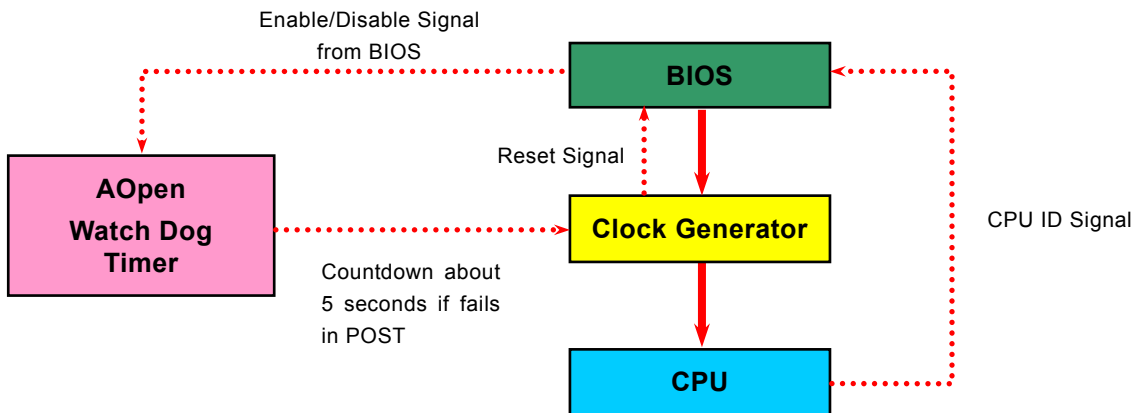 Enable/Disable Signal
from BIOS
BIOS
Reset Signal
AOpen
Watch Dog
Timer
Clock Generator
CPU ID Signal
Countdown about
5 seconds if fails
in POST
CPU